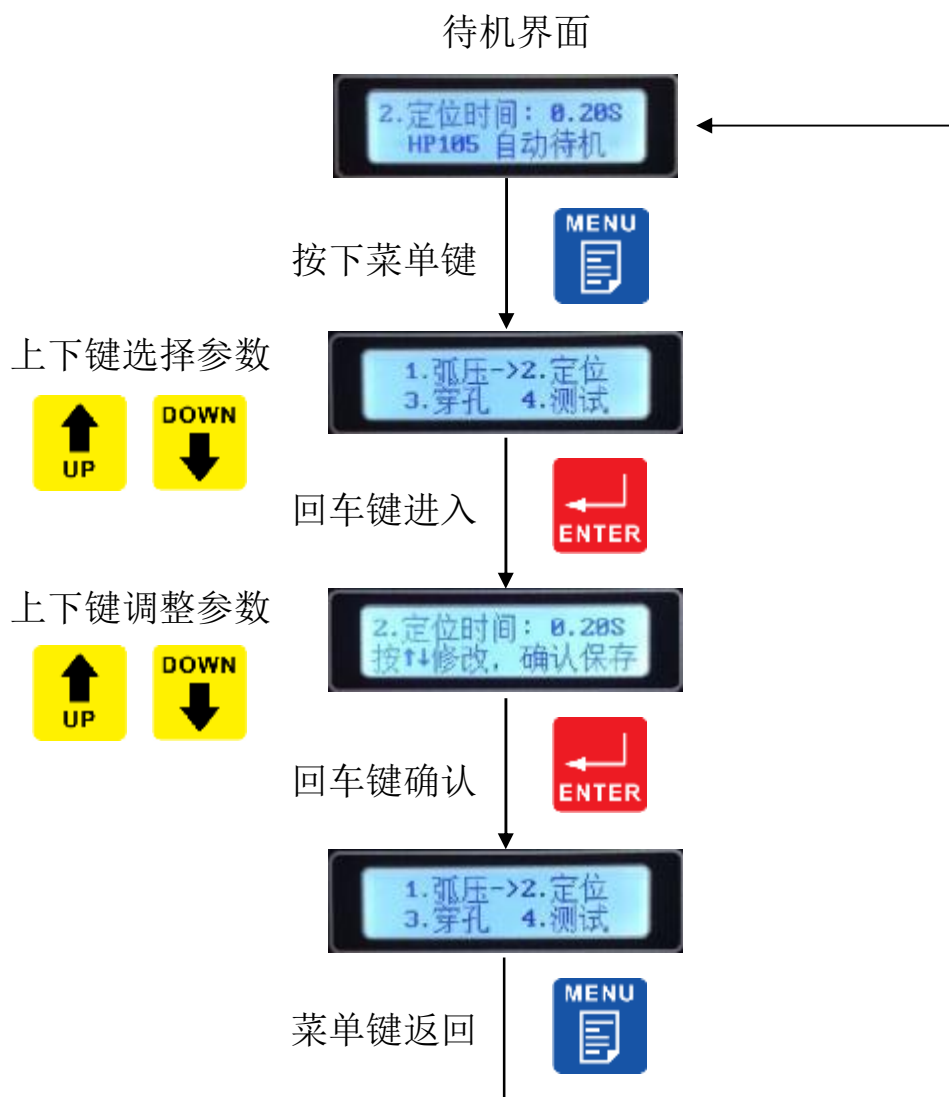 待机界面
2.定位时间：0.20S
HP105 自动待机
按下菜单键
MENU
上下键选择参数
1.弧压->2.定位
3.穿孔 4.测试
UP
DOWN
回车键进入
ENTER
上下键调整参数
2.定位时间：0.20S
按↑↓修改，确认保存
UP
DOWN
回车键确认
ENTER
1.弧压->2.定位
3.穿孔 4.测试
菜单键返回
MENU